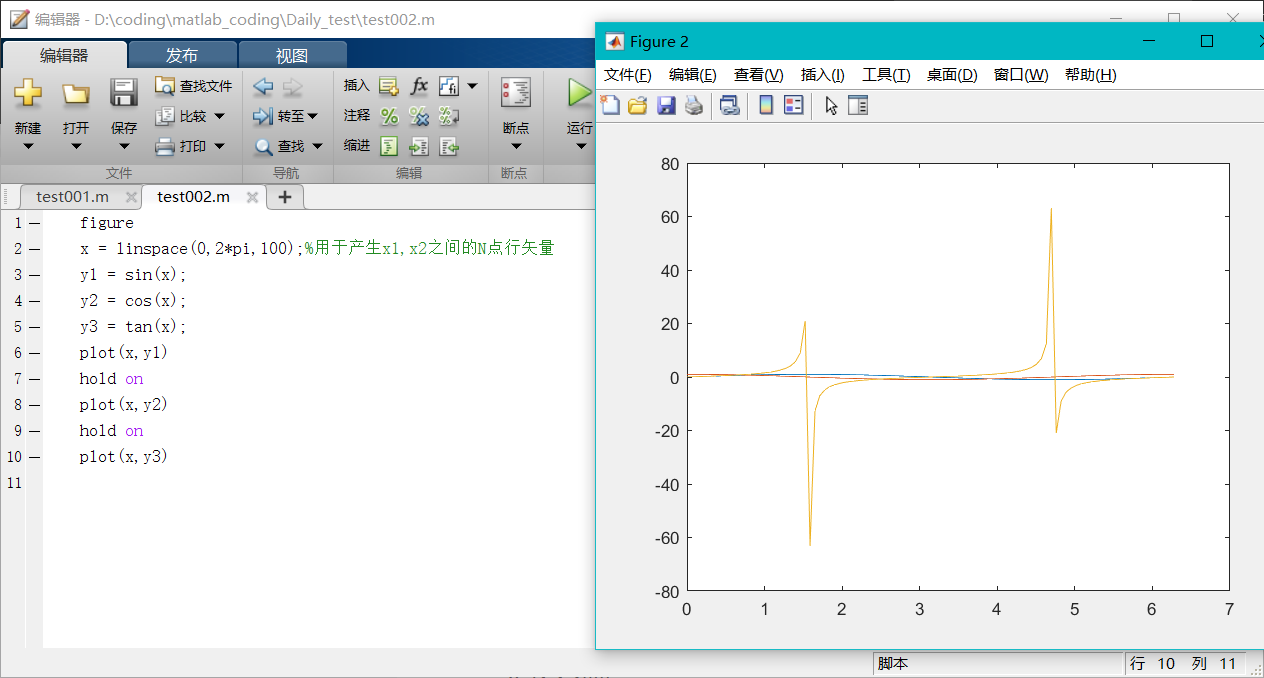 编辑器 - D:\coding\matlab_coding\Daily_test\test002.m
编辑器 发布 视图
新建 打开 保存 查找文件 比较 打印
文件
转至 查找
导航
插入 fx fi
注释
缩进
编辑
断点
断点
运行
test001.m test002.m
1 figure
2 x = linspace(0,2*pi,100);%用于产生x1,x2之间的N点行矢量
3 y1 = sin(x);
4 y2 = cos(x);
5 y3 = tan(x);
6 plot(x,y1)
7 hold on
8 plot(x,y2)
9 hold on
10 plot(x,y3)
11
Figure 2
文件(F) 编辑(E) 查看(V) 插入(I) 工具(T) 桌面(D) 窗口(W) 帮助(H)
80
60
40
20
0
-20
-40
-60
-80
0 1 2 3 4 5 6 7
脚本 行 10 列 11